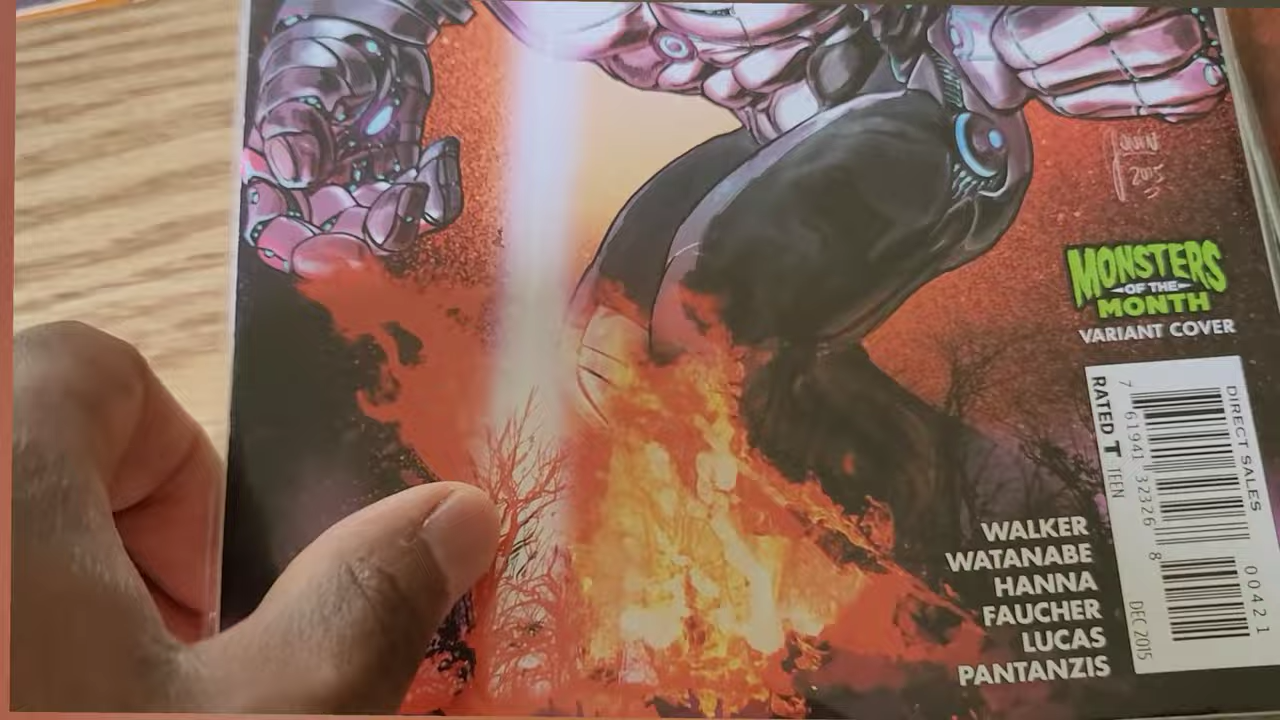 2015
MONSTERS
OF THE
MONTH
VARIANT COVER
RATED T TEEN
7 61941 32326 8
DIRECT SALES
00421
DEC 2015
WALKER
WATANABE
HANNA
FAUCHER
LUCAS
PANTANZIS